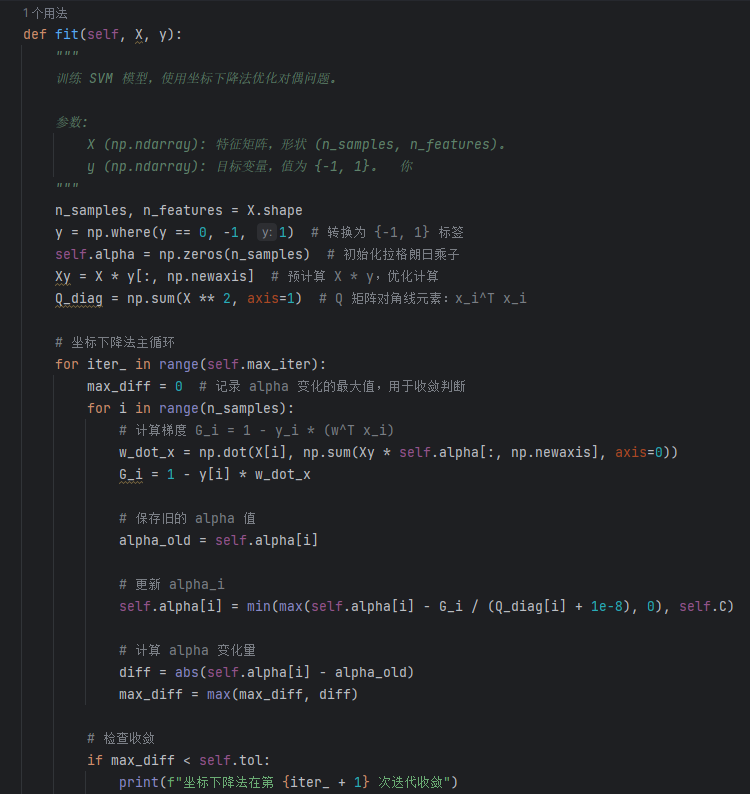 1个用法
def fit(self, X, y):
    """
    训练 SVM 模型，使用坐标下降法优化对偶问题.

    参数:
        X (np.ndarray): 特征矩阵，形状 (n_samples, n_features).
        y (np.ndarray): 目标变量，值为 {-1, 1}.  你
    """
    n_samples, n_features = X.shape
    y = np.where(y == 0, -1, y: 1)  # 转换为 {-1, 1} 标签
    self.alpha = np.zeros(n_samples)  # 初始化拉格朗日乘子
    Xy = X * y[:, np.newaxis]  # 预计算 X * y，优化计算
    Q_diag = np.sum(X ** 2, axis=1)  # Q 矩阵对角线元素：x_i^T x_i

    # 坐标下降法主循环
    for iter_ in range(self.max_iter):
        max_diff = 0  # 记录 alpha 变化的最大值，用于收敛判断
        for i in range(n_samples):
            # 计算梯度 G_i = 1 - y_i * (w^T x_i)
            w_dot_x = np.dot(X[i], np.sum(Xy * self.alpha[:, np.newaxis], axis=0))
            G_i = 1 - y[i] * w_dot_x

            # 保存旧的 alpha 值
            alpha_old = self.alpha[i]

            # 更新 alpha_i
            self.alpha[i] = min(max(self.alpha[i] - G_i / (Q_diag[i] + 1e-8), 0), self.C)

            # 计算 alpha 变化量
            diff = abs(self.alpha[i] - alpha_old)
            max_diff = max(max_diff, diff)

        # 检查收敛
        if max_diff < self.tol:
            print(f"坐标下降法在第 {iter_ + 1} 次迭代收敛")